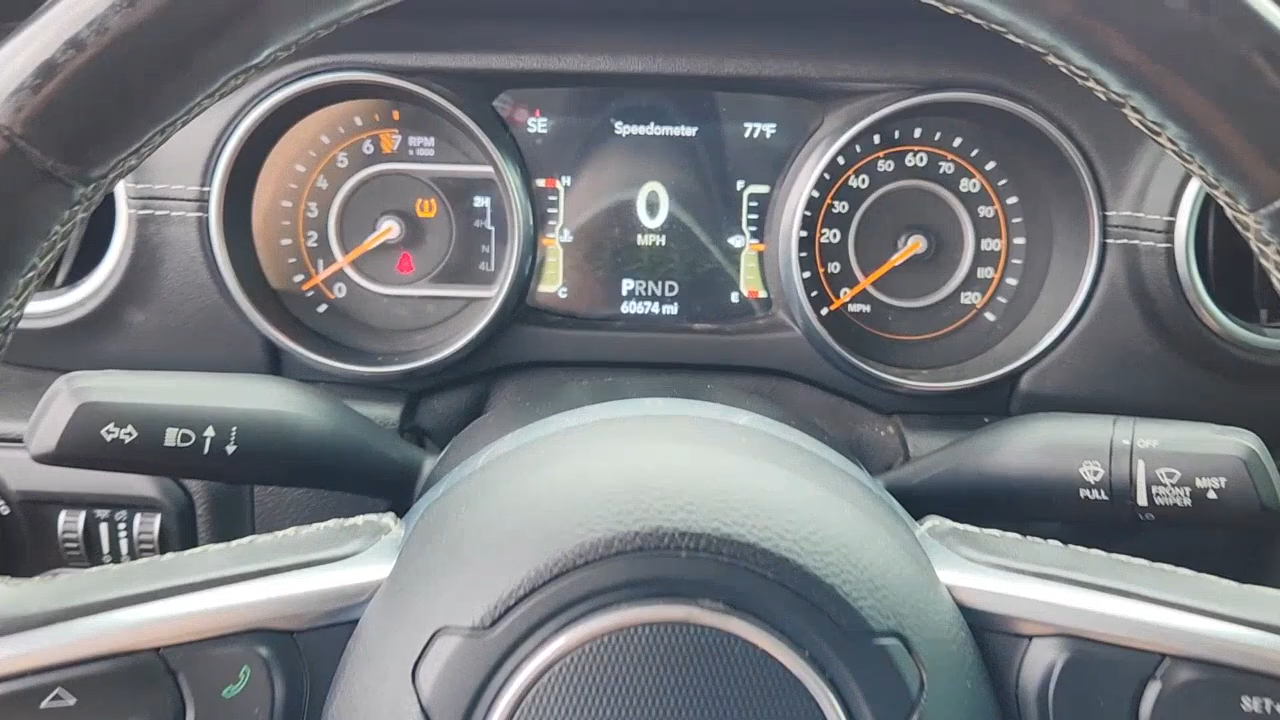 SE Speedometer 77°F
0
MPH
PRND
60674 mi
H
C
F
E
7 RPM
x 1000
6
5
4
3
2
1
0
2H
4H
N
4L
0 10 20 30 40 50 60 70 80 90 100 110 120
MPH
OFF
PULL
FRONT
WIPER
MIST
LO
SET